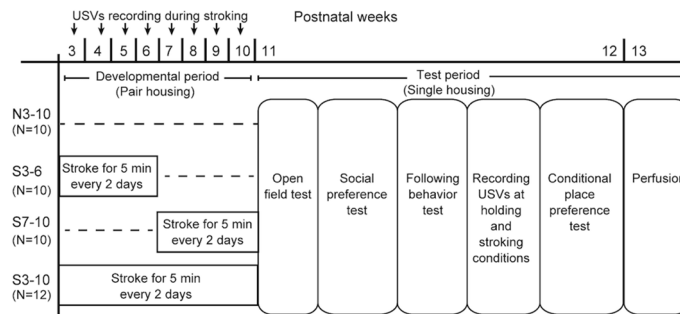 USVs recording during stroking
Postnatal weeks
3 4 5 6 7 8 9 10 11 12 13
Developmental period
(Pair housing)
Test period
(Single housing)
N3-10
(N=10)
S3-6
(N=10)
Stroke for 5 min
every 2 days
S7-10
(N=10)
Stroke for 5 min
every 2 days
S3-10
(N=12)
Stroke for 5 min
every 2 days
Open
field test
Social
preference
test
Following
behavior
test
Recording
USVs at
holding
and
stroking
conditions
Conditional
place
preference
test
Perfusion